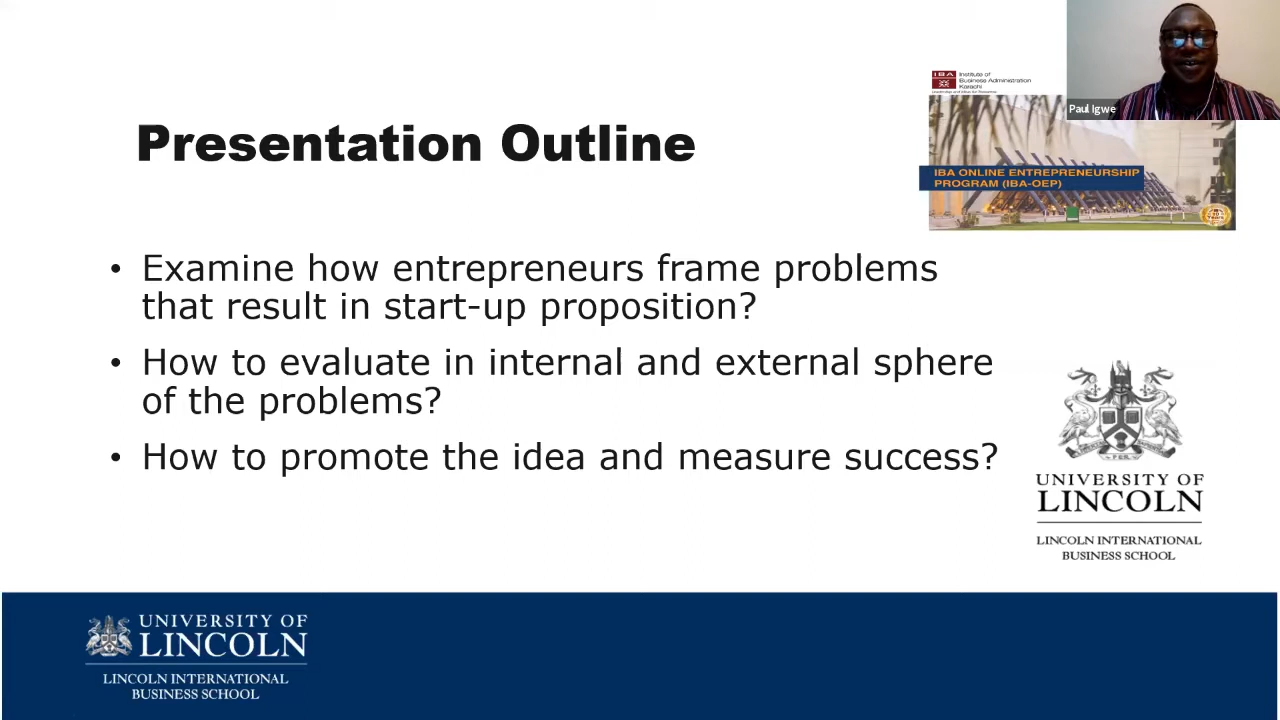 Paul Igwe
IBA
Institute of
Business Administration
Karachi
IBA ONLINE ENTREPRENEURSHIP
PROGRAM (IBA-OEP)
Presentation Outline
• Examine how entrepreneurs frame problems
that result in start-up proposition?
• How to evaluate in internal and external sphere
of the problems?
• How to promote the idea and measure success?
UNIVERSITY OF
LINCOLN
LINCOLN INTERNATIONAL
BUSINESS SCHOOL
UNIVERSITY OF
LINCOLN
LINCOLN INTERNATIONAL
BUSINESS SCHOOL